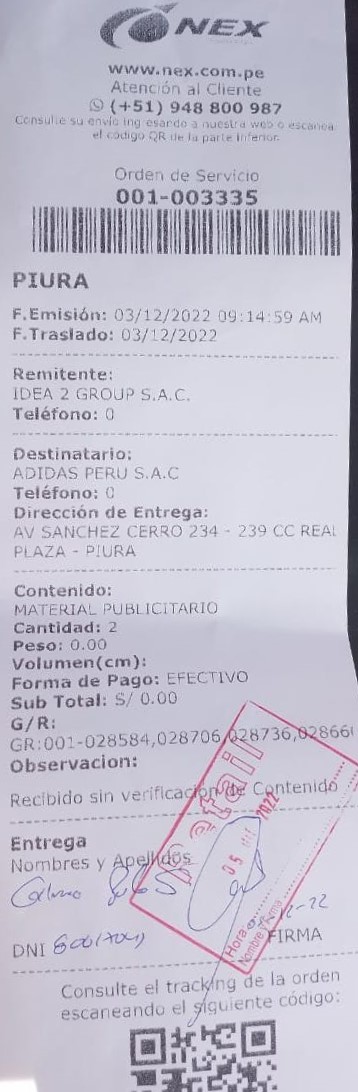 NEX
www.nex.com.pe
Atención al Cliente
(+51) 948 800 987
Consulte su envío ingresando a nuestra web o escanea
el código QR de la parte inferior.
Orden de Servicio
001-003335
PIURA
F.Emisión: 03/12/2022 09:14:59 AM
F.Traslado: 03/12/2022
Remitente:
IDEA 2 GROUP S.A.C.
Teléfono: 0
Destinatario:
ADIDAS PERU S.A.C
Teléfono: 0
Dirección de Entrega:
AV SANCHEZ CERRO 234 - 239 CC REAL
PLAZA - PIURA
Contenido:
MATERIAL PUBLICITARIO
Cantidad: 2
Peso: 0.00
Volumen(cm):
Forma de Pago: EFECTIVO
Sub Total: S/ 0.00
G/R:
GR:001-028584,028706,028736,02866
Observacion:
Recibido sin verificación de Contenido
Entrega
Nombres y Apellidos
05 2022
Hora
Nombre y Firma
DNI
FIRMA
Consulte el tracking de la orden
escaneando el siguiente código: